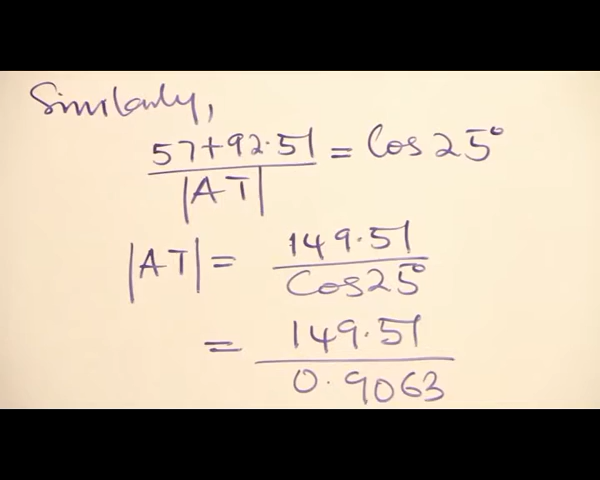 Similarly,
57+92.51 / |AT| = Cos 25°
|AT| = 149.51 / Cos25°
= 149.51 / 0.9063